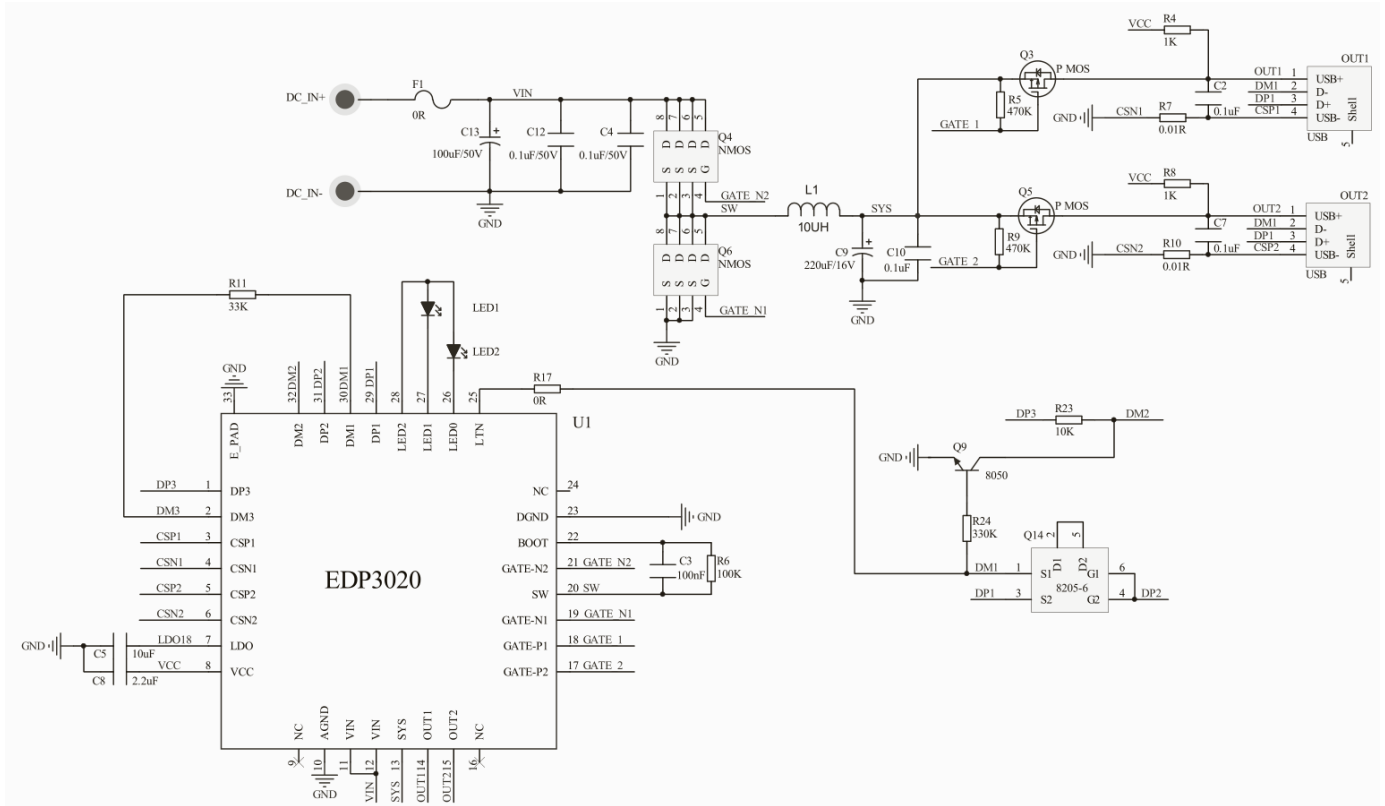 VCC
R4
1K
Q3
P MOS
OUT1
F1
DC_IN+
VIN
0R
R5
470K
C2
0.1uF
OUT1 1 USB+
DM1 2 D-
DP1 3 D+
CSP1 4 USB-
Shell
USB
5
GATE 1
GND
CSN1
R7
0.01R
C13
100uF/50V
C12
0.1uF/50V
C4
0.1uF/50V
8 7 6 5
D D D D
Q4
NMOS
S S S G
1 2 3 4
GATE N2
DC_IN-
GND
VCC
R8
1K
Q5
P MOS
OUT2
SW
L1
10UH
SYS
R9
470K
C7
0.1uF
OUT2 1 USB+
DM1 2 D-
DP1 3 D+
CSP2 4 USB-
Shell
USB
5
GATE 2
GND
CSN2
R10
0.01R
8 7 6 5
D D D D
Q6
NMOS
S S S G
1 2 3 4
GATE N1
GND
C9
220uF/16V
C10
0.1uF
GND
R11
33K
LED1
LED2
GND
33
32 DM2
31 DP2
30 DM1
29 DP1
28
27
26
25
R17
0R
U1
E_PAD
DM2
DP2
DM1
DP1
LED2
LED1
LED0
LTN
DP3 1 DP3
DM3 2 DM3
CSP1 3 CSP1
CSN1 4 CSN1
CSP2 5 CSP2
CSN2 6 CSN2
LDO18 7 LDO
VCC 8 VCC
GND
C5
10uF
C8
2.2uF
EDP3020
NC 24
DGND 23
GND
BOOT 22
GATE-N2 21 GATE N2
SW 20 SW
GATE-N1 19 GATE N1
GATE-P1 18 GATE 1
GATE-P2 17 GATE 2
C3
100nF
R6
100K
NC
AGND
VIN
VIN
SYS
OUT1
OUT2
NC
9
10
11
12
13
14
15
16
GND
VIN
SYS
OUT1
OUT2
DP3
R23
10K
DM2
GND
Q9
8050
R24
330K
Q14
2
5
D1
D2
DM1 1 S1
G1 6
8205-6
DP1 3 S2
G2 4 DP2